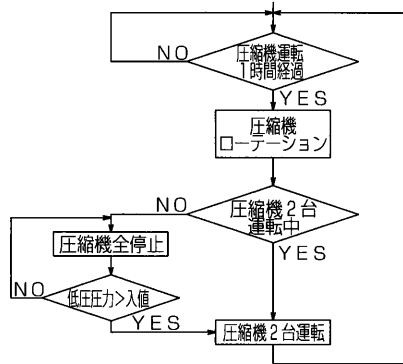 圧縮機運転
1時間経過
NO
YES
圧縮機
ローテーション
圧縮機2台
運転中
NO
YES
圧縮機全停止
低圧圧力>入値
NO
YES
圧縮機2台運転